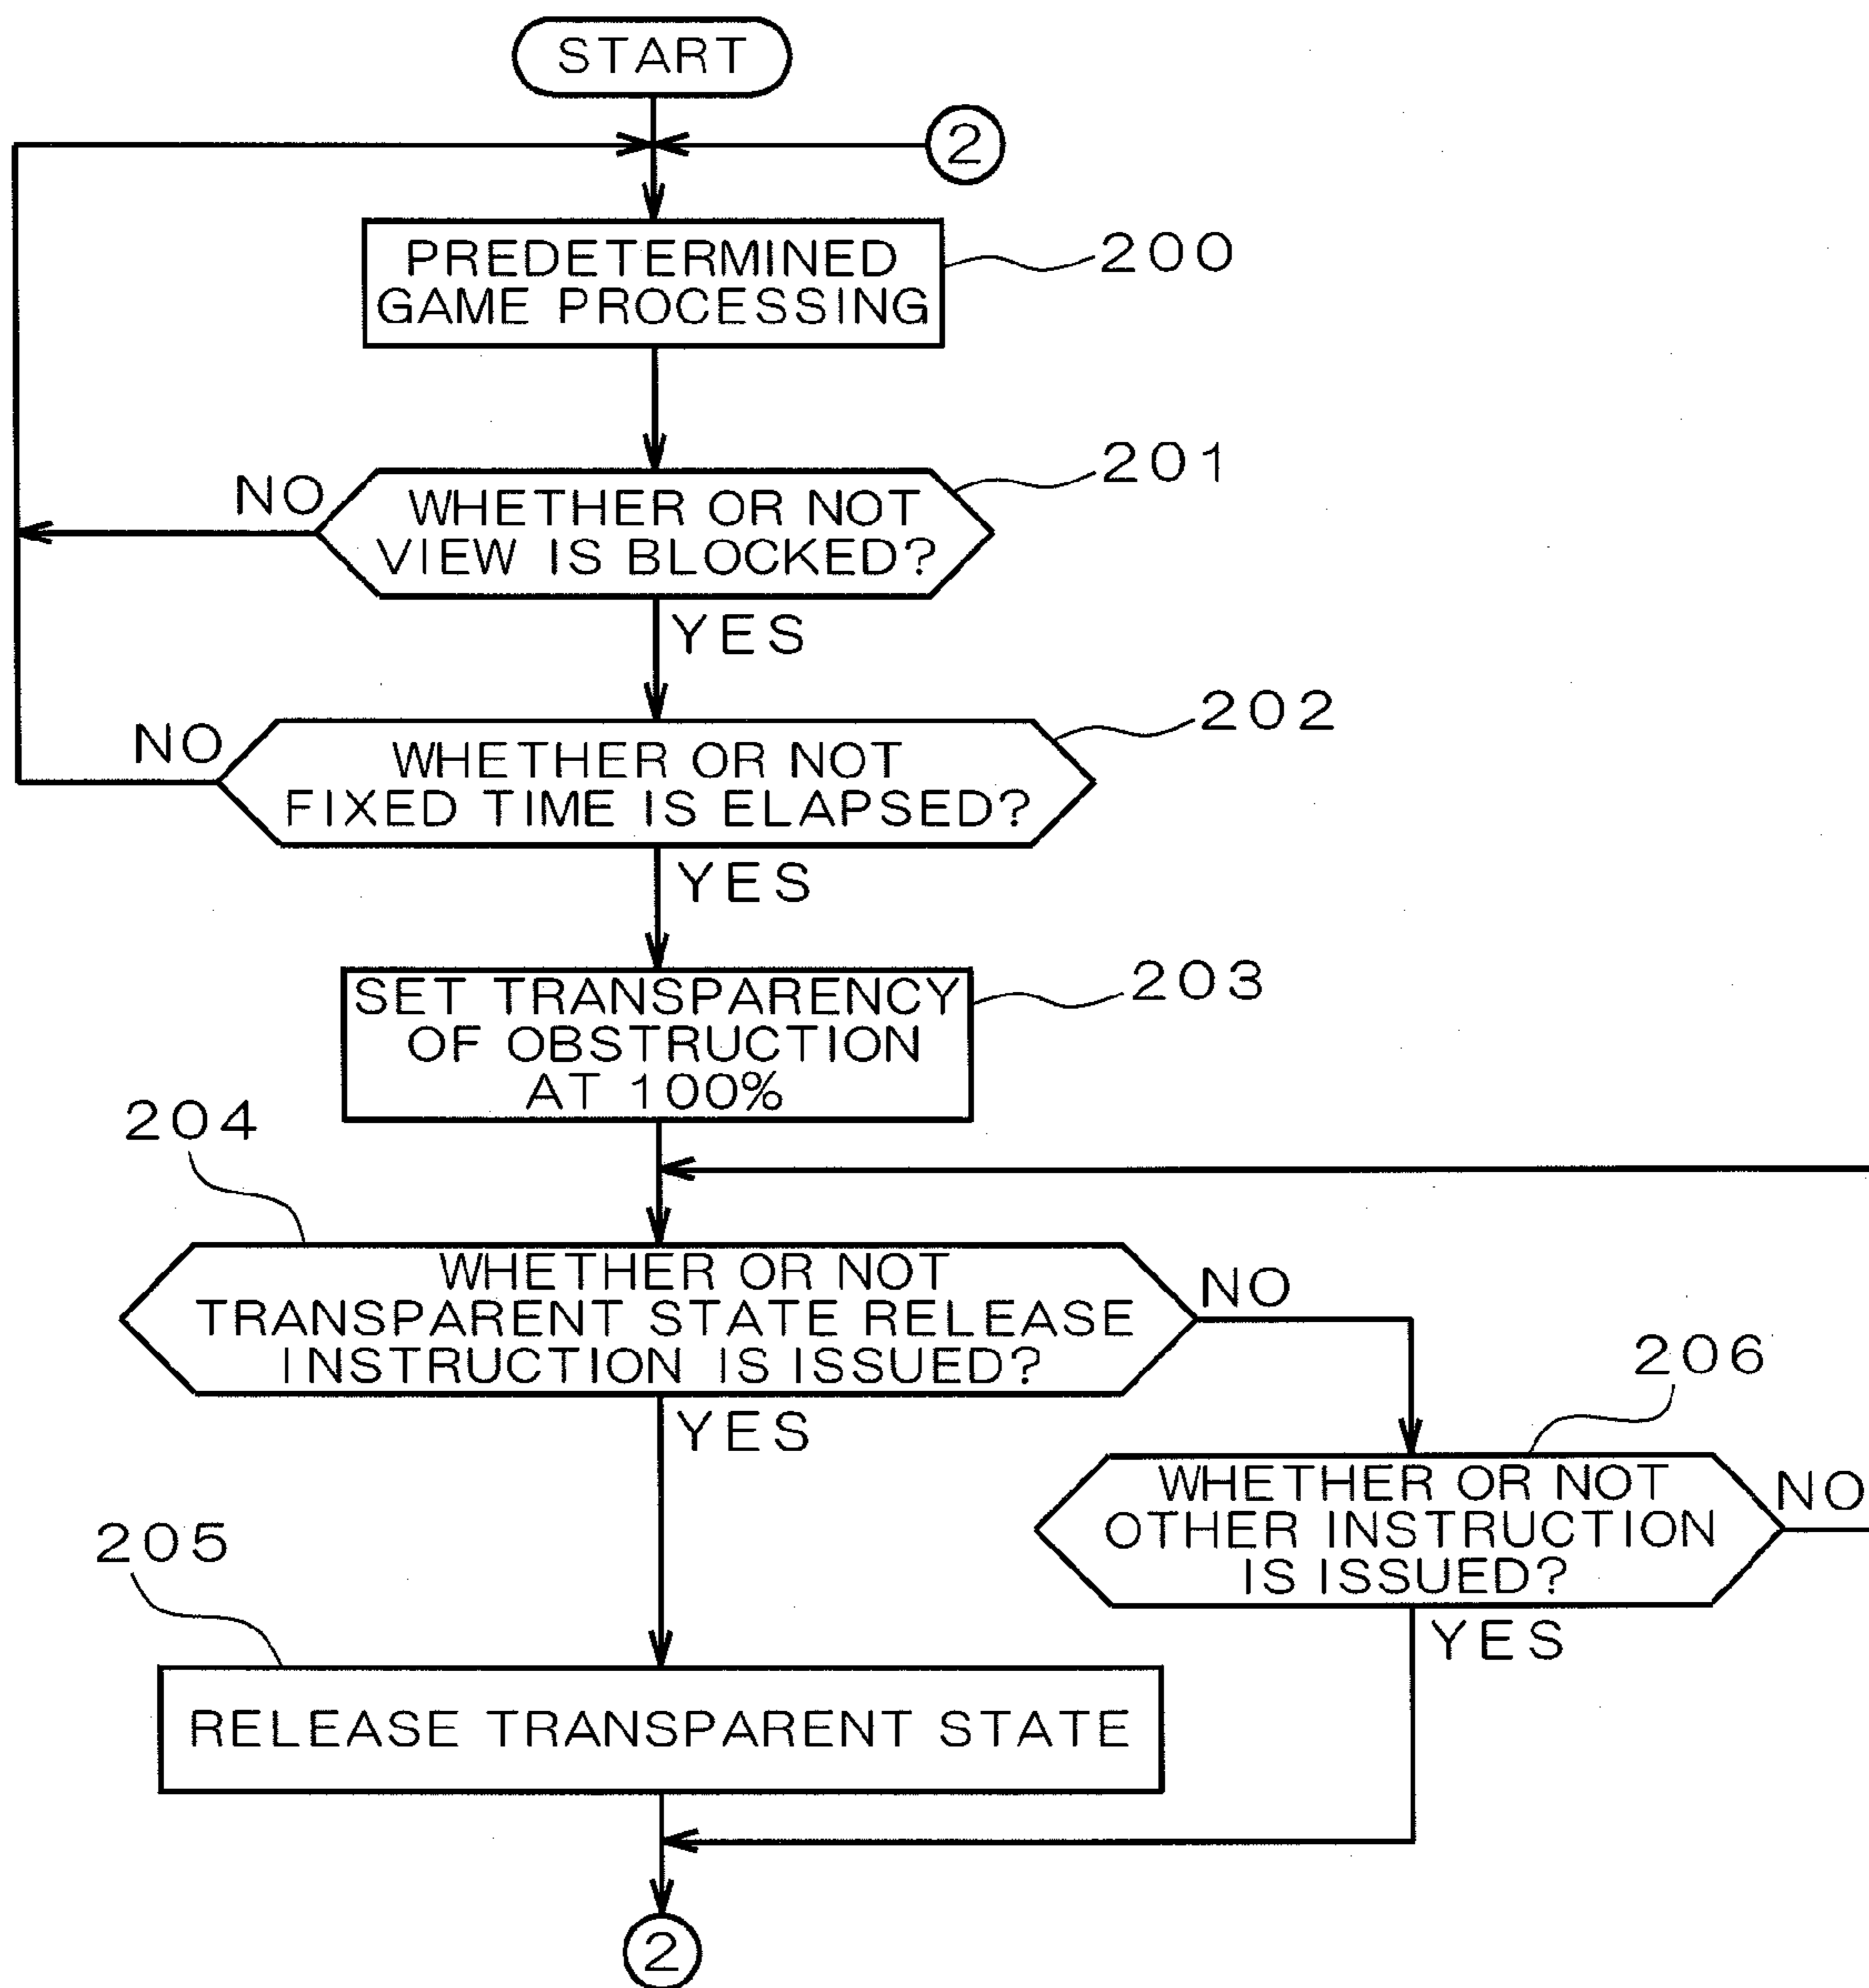 START
2
PREDETERMINED
GAME PROCESSING
200
201
NO
WHETHER OR NOT
VIEW IS BLOCKED?
YES
202
NO
WHETHER OR NOT
FIXED TIME IS ELAPSED?
YES
203
SET TRANSPARENCY
OF OBSTRUCTION
AT 100%
204
WHETHER OR NOT
TRANSPARENT STATE RELEASE
INSTRUCTION IS ISSUED?
NO
YES
206
WHETHER OR NOT
OTHER INSTRUCTION
IS ISSUED?
NO
YES
205
RELEASE TRANSPARENT STATE
2